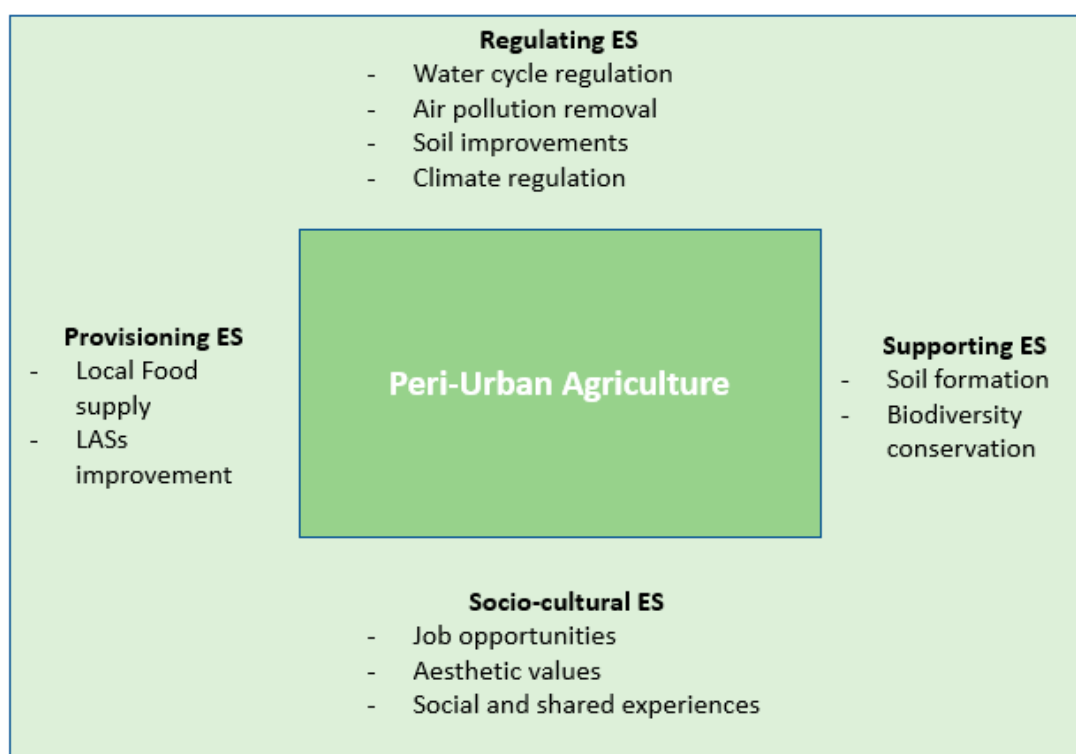 Regulating ES
- Water cycle regulation
- Air pollution removal
- Soil improvements
- Climate regulation
Provisioning ES
- Local Food
supply
- LASs
improvement
Peri-Urban Agriculture
Supporting ES
- Soil formation
- Biodiversity
conservation
Socio-cultural ES
- Job opportunities
- Aesthetic values
- Social and shared experiences